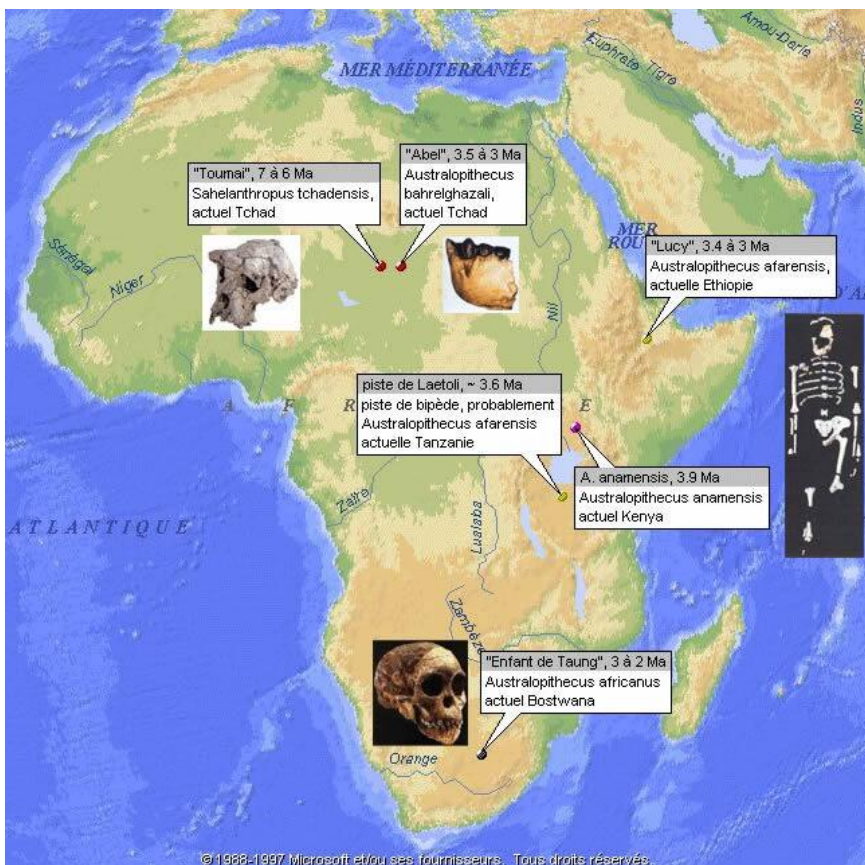 Amou-Daria
Euphrate
Tigre
Indus
MER MÉDITERRANÉE
"Toumai", 7 à 6 Ma
Sahelanthropus tchadensis,
actuel Tchad
"Abel", 3.5 à 3 Ma
Australopithecus
bahrelghazali,
actuel Tchad
MER
ROU
"Lucy", 3.4 à 3 Ma
Australopithecus afarensis,
actuelle Ethiopie
D'A
Sénégal
Niger
Nil
piste de Laetoli, ~ 3.6 Ma
piste de bipède, probablement
Australopithecus afarensis
actuelle Tanzanie
A F R E
A. anamensis, 3.9 Ma
Australopithecus anamensis
actuel Kenya
Zaïre
Lualaba
ATLANTIQUE
Zambèze
"Enfant de Taung", 3 à 2 Ma
Australopithecus africanus
actuel Bostwana
Orange
©1988-1997 Microsoft et/ou ses fournisseurs. Tous droits réservés.